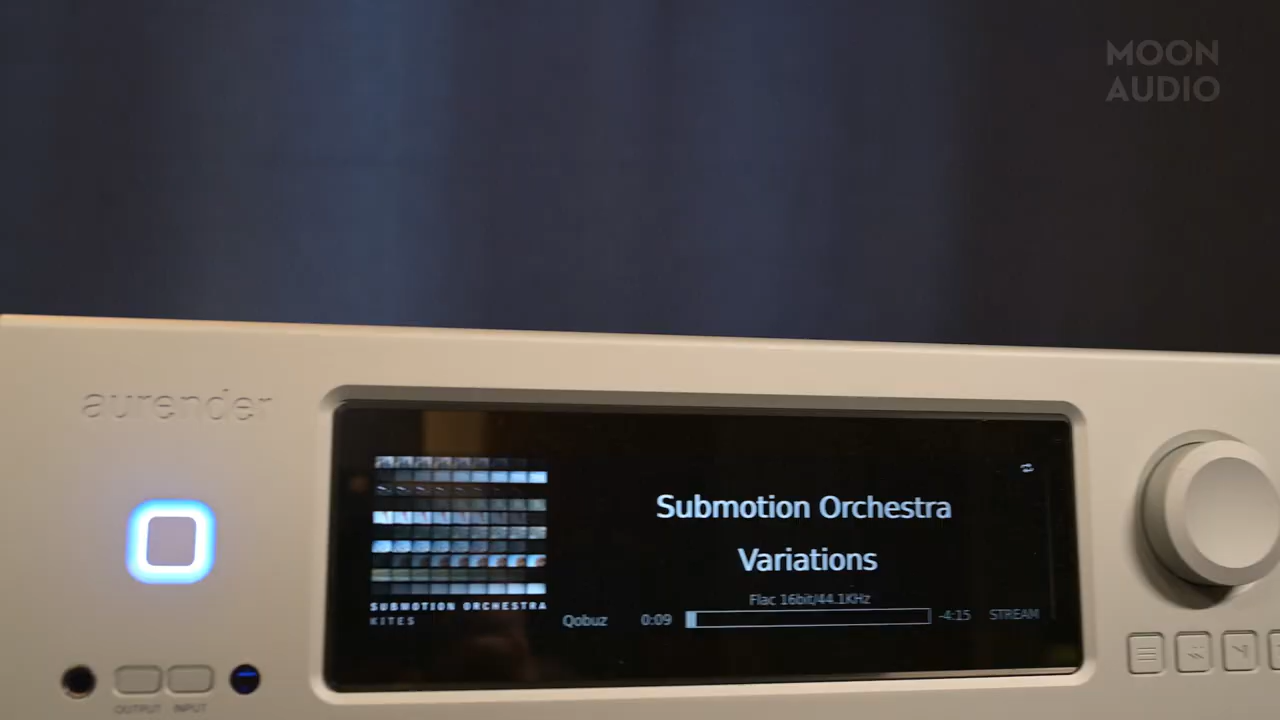 MOON
AUDIO
aurender
Submotion Orchestra
Variations
Flac 16bit/44.1KHz
Qobuz 0:09 -4:15 STREAM
SUBMOTION ORCHESTRA
KITES
OUTPUT INPUT